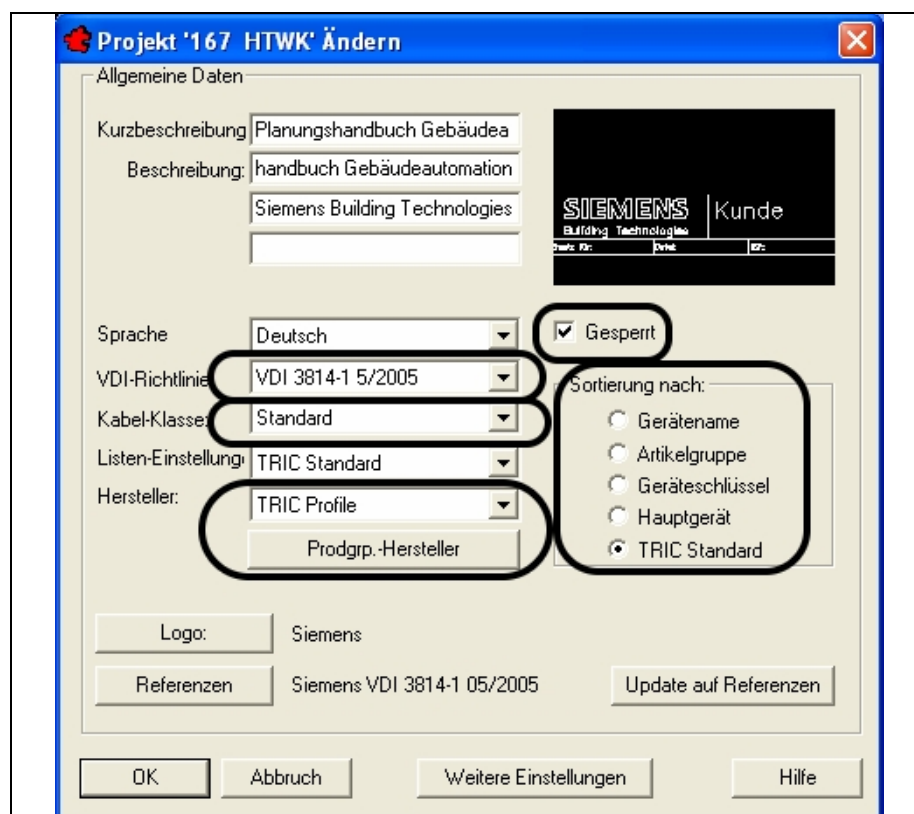 Projekt '167 HTWK' Ändern
Allgemeine Daten
Kurzbeschreibung Planungshandbuch Gebäudea
Beschreibung: handbuch Gebäudeautomation
Siemens Building Technologies
SIEMENS Kunde
Building Technologies
Sprache Deutsch
Gesperrt
VDI-Richtlinie VDI 3814-1 5/2005
Sortierung nach:
Kabel-Klasse: Standard
Gerätename
Listen-Einstellung TRIC Standard
Artikelgruppe
Geräteschlüssel
Hersteller: TRIC Profile
Hauptgerät
Prodgrp.-Hersteller
TRIC Standard
Logo: Siemens
Referenzen Siemens VDI 3814-1 05/2005 Update auf Referenzen
OK Abbruch Weitere Einstellungen Hilfe